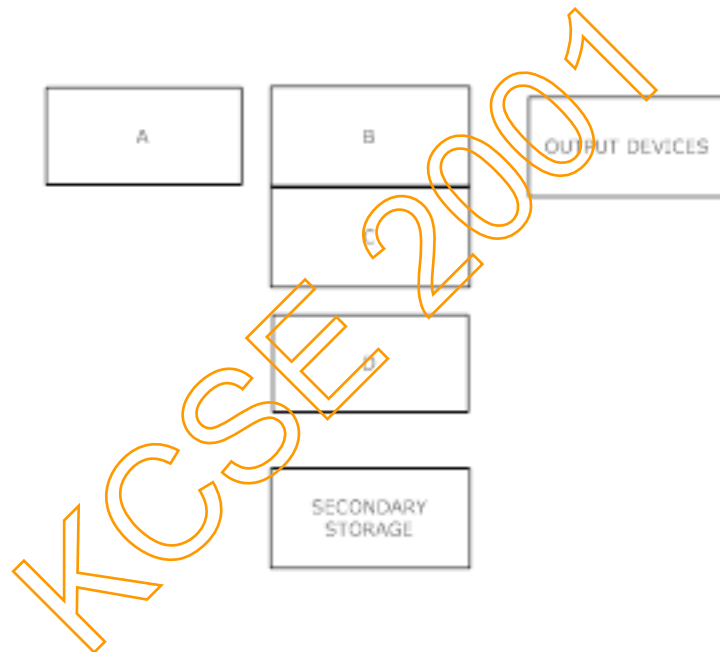 A
B
OUTPUT DEVICES
C
D
SECONDARY
STORAGE
KCSE 2001